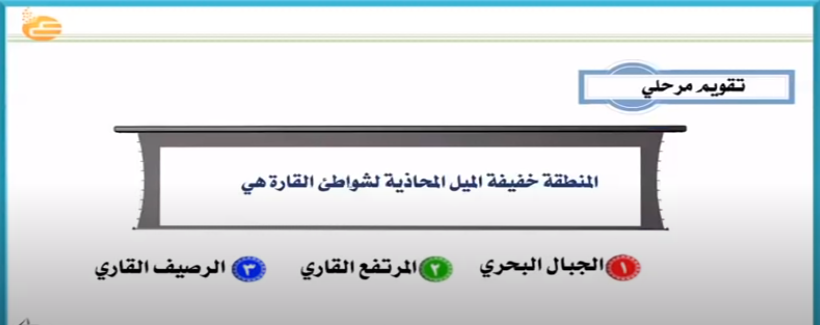 تقويم مرحلي
المنطقة خفيفة الميل المحاذية لشواطئ القارة هي
١ الجبال البحري ٢ المرتفع القاري ٣ الرصيف القاري